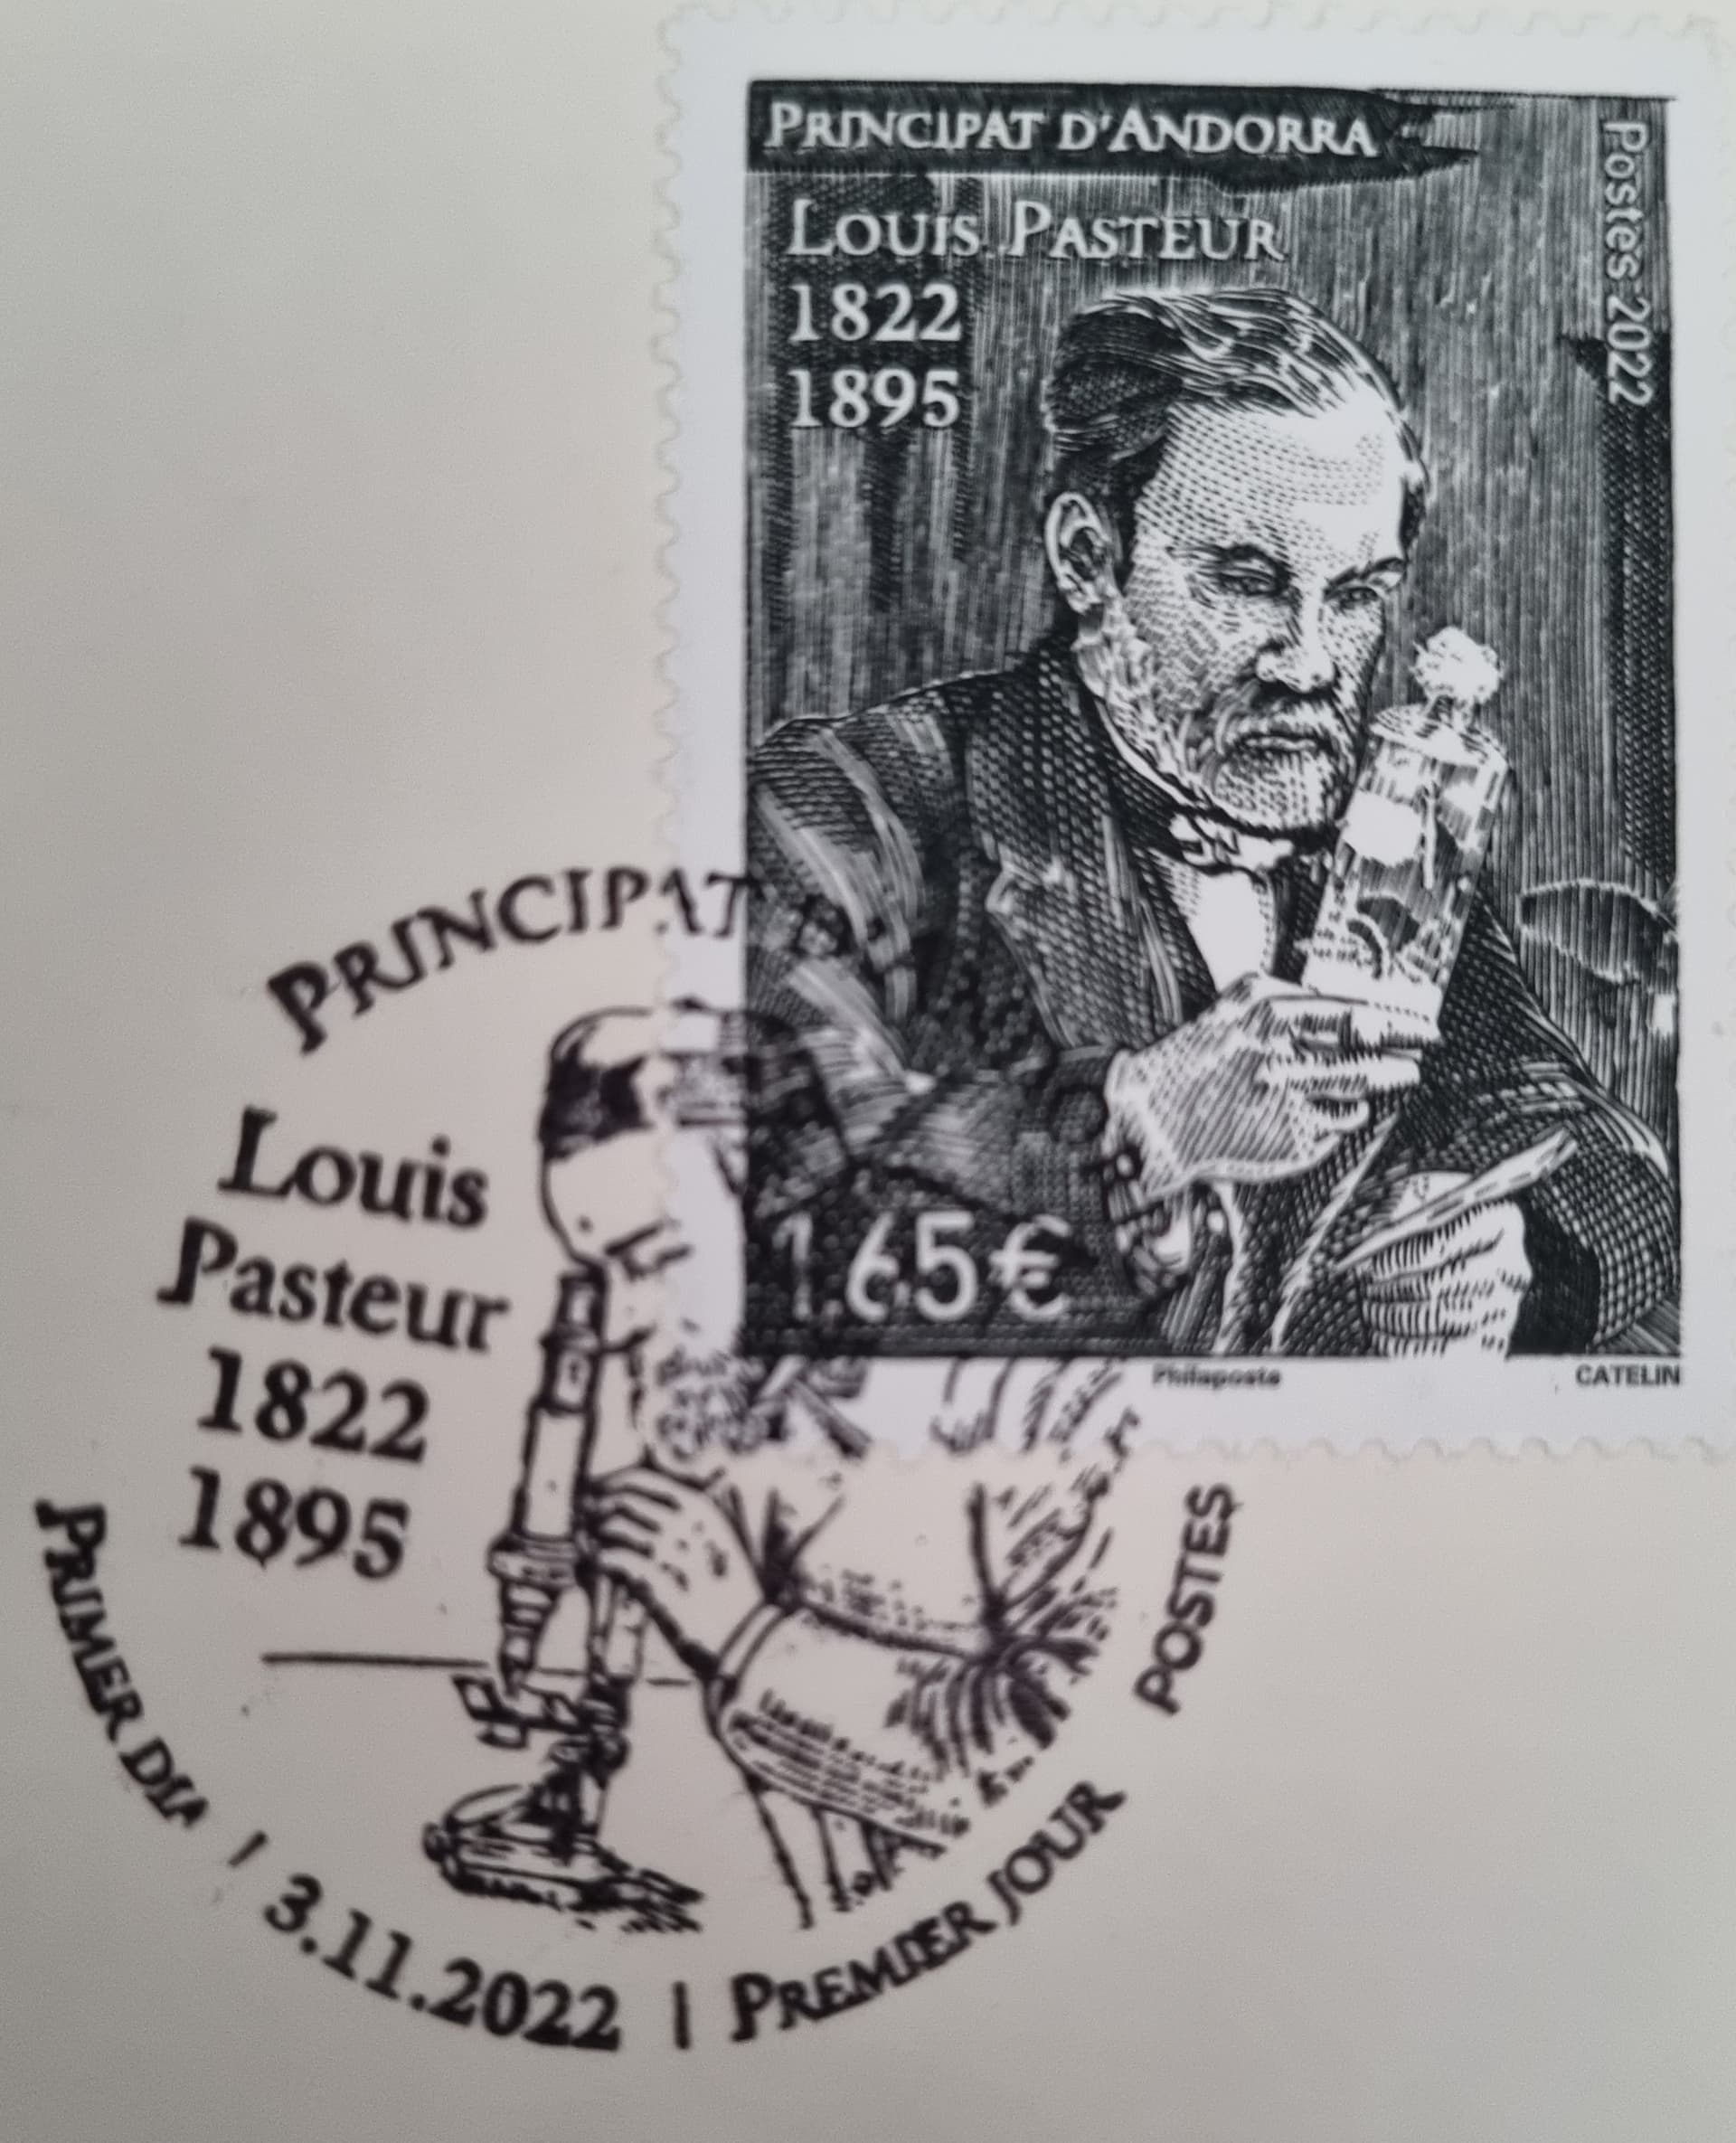 PRINCIPAT D'ANDORRA
Postes 2022
LOUIS PASTEUR
1822
1895
1.65€
Philaposte
CATELIN
PRINCIPAT D'
Louis
Pasteur
1822
1895
POSTES
PRIMER DIA | 3.11.2022 | PREMIER JOUR